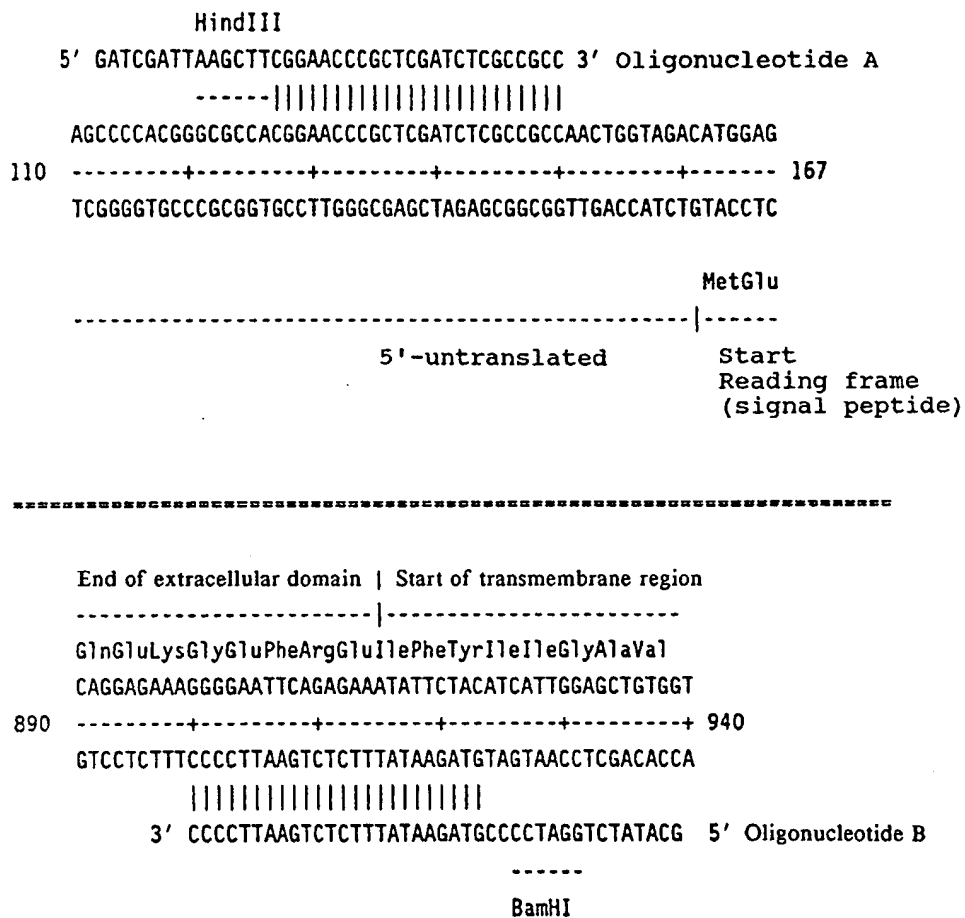 HindIII
5' GATCGATTAAGCTTCGGAACCCGCTCGATCTCGCCGCC 3' Oligonucleotide A
------||||||||||||||||||||||||
AGCCCCACGGGCGCCACGGAACCCGCTCGATCTCGCCGCCAACTGGTAGACATGGAG
110 ---------+---------+---------+---------+---------+------- 167
TCGGGGTGCCCGCGGTGCCTTGGGCGAGCTAGAGCGGCGGTTGACCATCTGTACCTC
MetGlu
--------------------------------------------------|------
5'-untranslated Start
Reading frame
(signal peptide)
======================================================================
End of extracellular domain | Start of transmembrane region
------------------------|------------------------
GlnGluLysGlyGluPheArgGluIlePheTyrIleIleGlyAlaVal
CAGGAGAAAGGGGAATTCAGAGAAATATTCTACATCATTGGAGCTGTGGT
890 ---------+---------+---------+---------+---------+ 940
GTCCTCTTTCCCCTTAAGTCTCTTTATAAGATGTAGTAACCTCGACACCA
||||||||||||||||||||||||
3' CCCCTTAAGTCTCTTTATAAGATGCCCCTAGGTCTATACG 5' Oligonucleotide B
------
BamHI